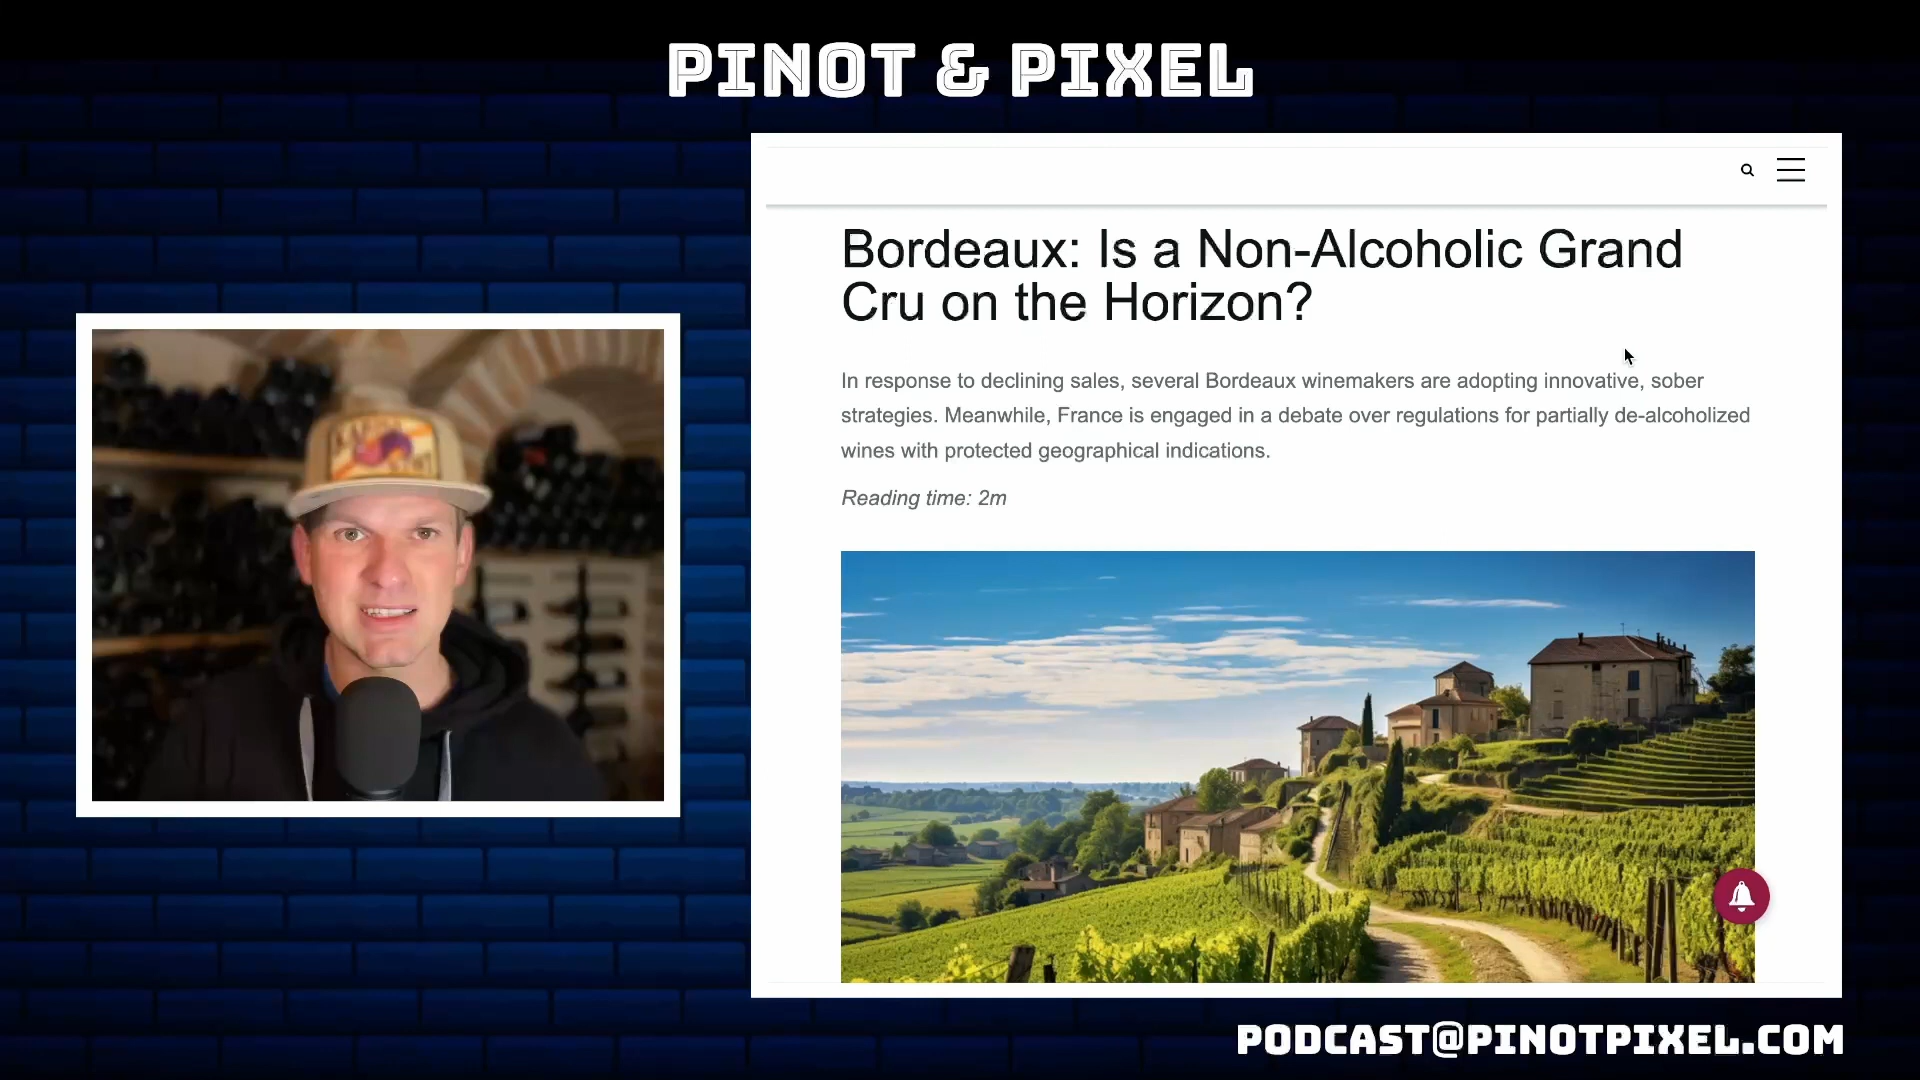 PINOT & PIXEL
Bordeaux: Is a Non-Alcoholic Grand
Cru on the Horizon?
In response to declining sales, several Bordeaux winemakers are adopting innovative, sober
strategies. Meanwhile, France is engaged in a debate over regulations for partially de-alcoholized
wines with protected geographical indications.
Reading time: 2m
PODCAST@PINOTPIXEL.COM